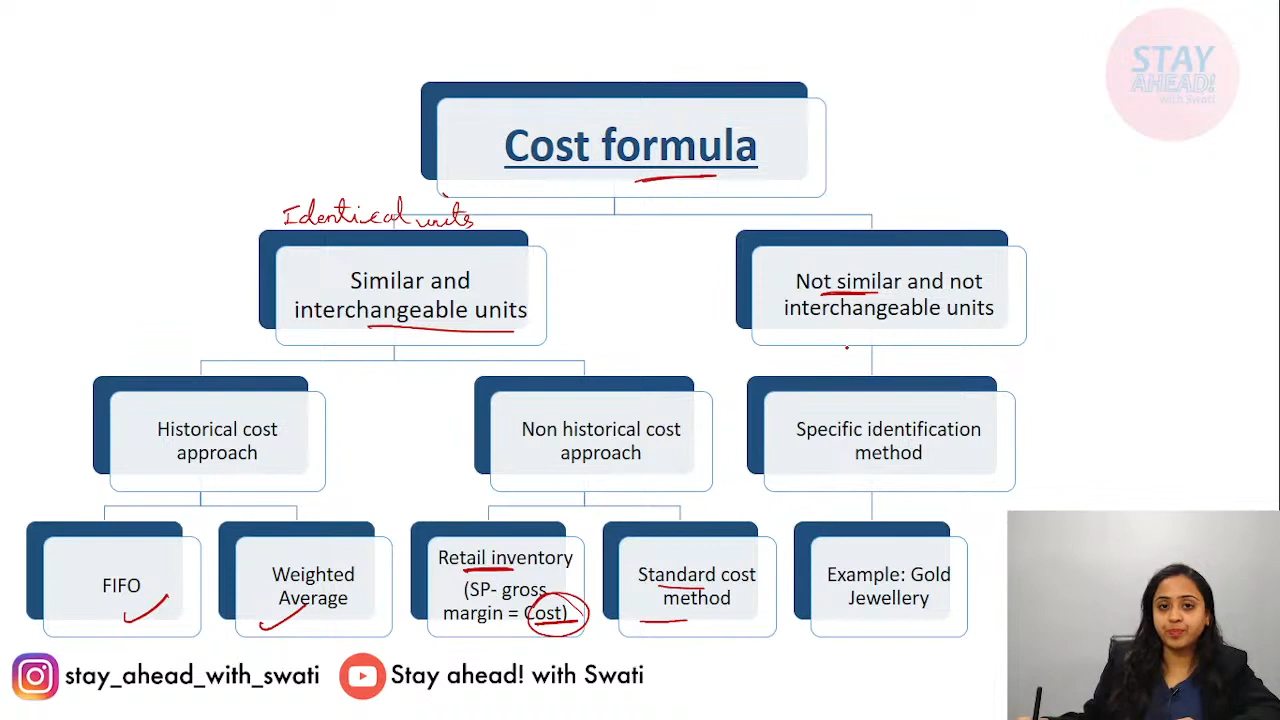 STAY
AHEAD!
with Swati
Cost formula
Identical units
Similar and
interchangeable units
Not similar and not
interchangeable units
Historical cost
approach
Non historical cost
approach
Specific identification
method
FIFO
Weighted
Average
Retail inventory
(SP- gross
margin = Cost)
Standard cost
method
Example: Gold
Jewellery
stay_ahead_with_swati
Stay ahead! with Swati